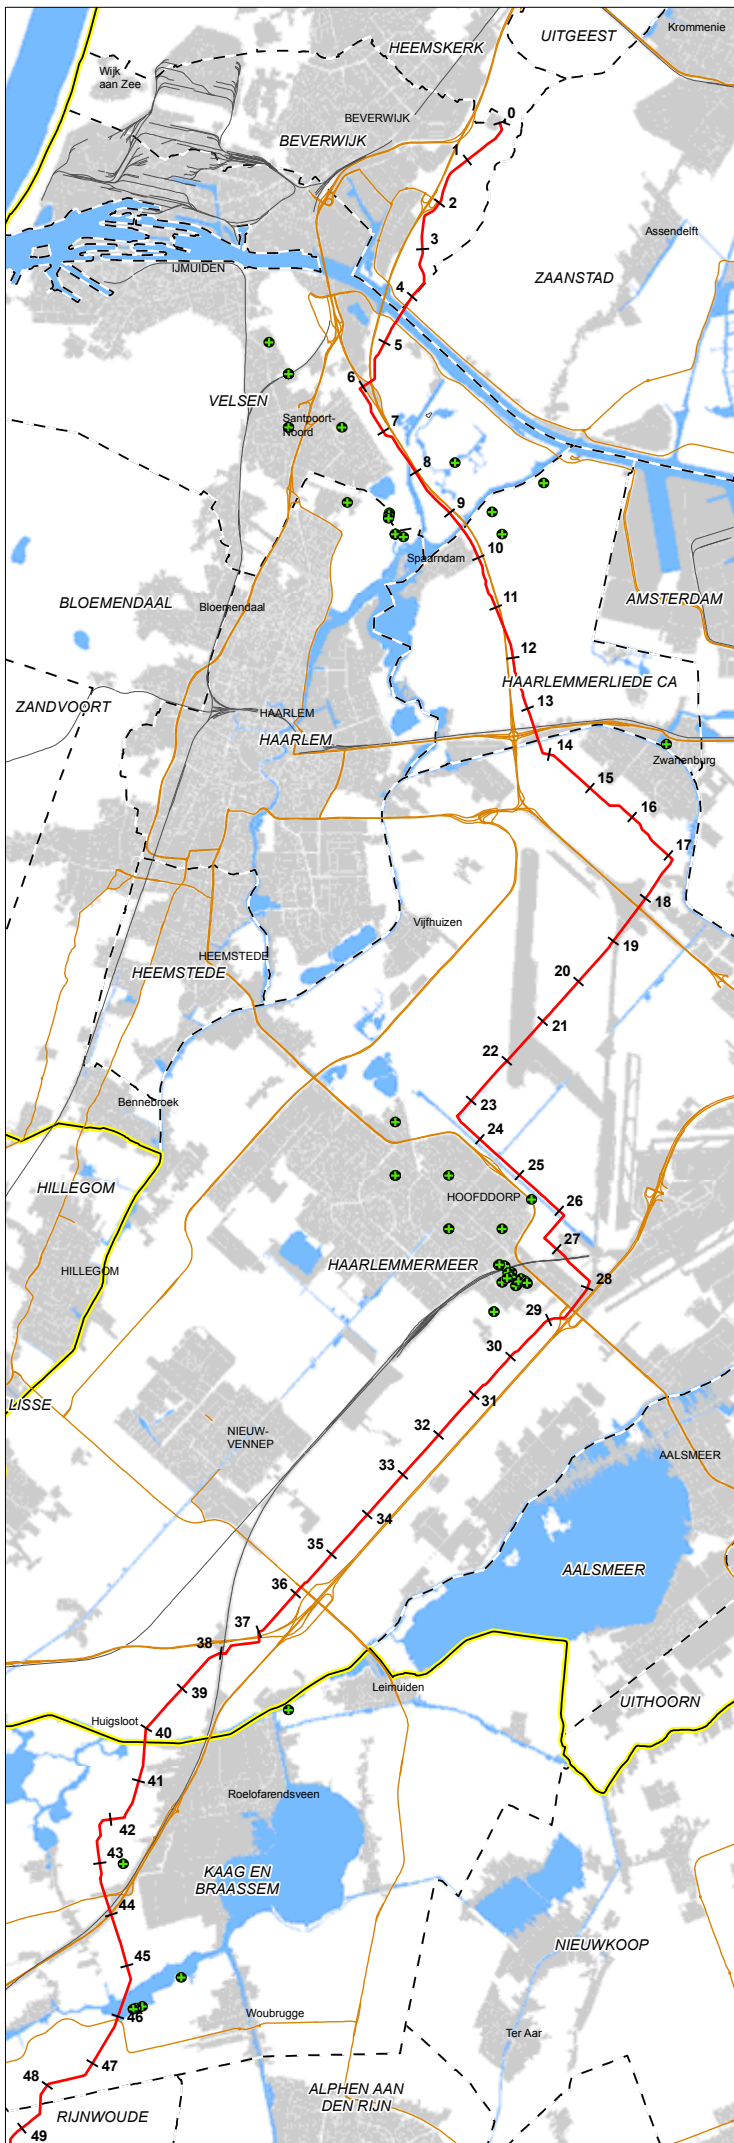 Krommenie
UITGEEST
HEEMSKERK
Wijk
aan Zee
0
BEVERWIJK
BEVERWIJK
1
2
Assendelft
3
IJMUIDEN
ZAANSTAD
4
5
6
VELSEN
Santpoort-
Noord
7
8
9
10
Spaarndam
BLOEMENDAAL
Bloemendaal
AMSTERDAM
11
12
HAARLEMMERLIEDE CA
ZANDVOORT
13
HAARLEM
HAARLEM
14
Zwanenburg
15
16
17
18
Vijfhuizen
19
HEEMSTEDE
HEEMSTEDE
20
21
22
23
Bennebroek
24
25
HILLEGOM
HOOFDDORP
26
27
HAARLEMMERMEER
HILLEGOM
28
29
30
31
LISSE
32
NIEUW-
VENNEP
AALSMEER
33
34
35
AALSMEER
36
37
38
39
Leimuiden
UITHOORN
Huigsloot
40
41
Roelofarendsveen
42
43
KAAG EN
BRAASSEM
44
NIEUWKOOP
45
46
Woubrugge
Ter Aar
47
48
ALPHEN AAN
DEN RIJN
RIJNWOUDE
49